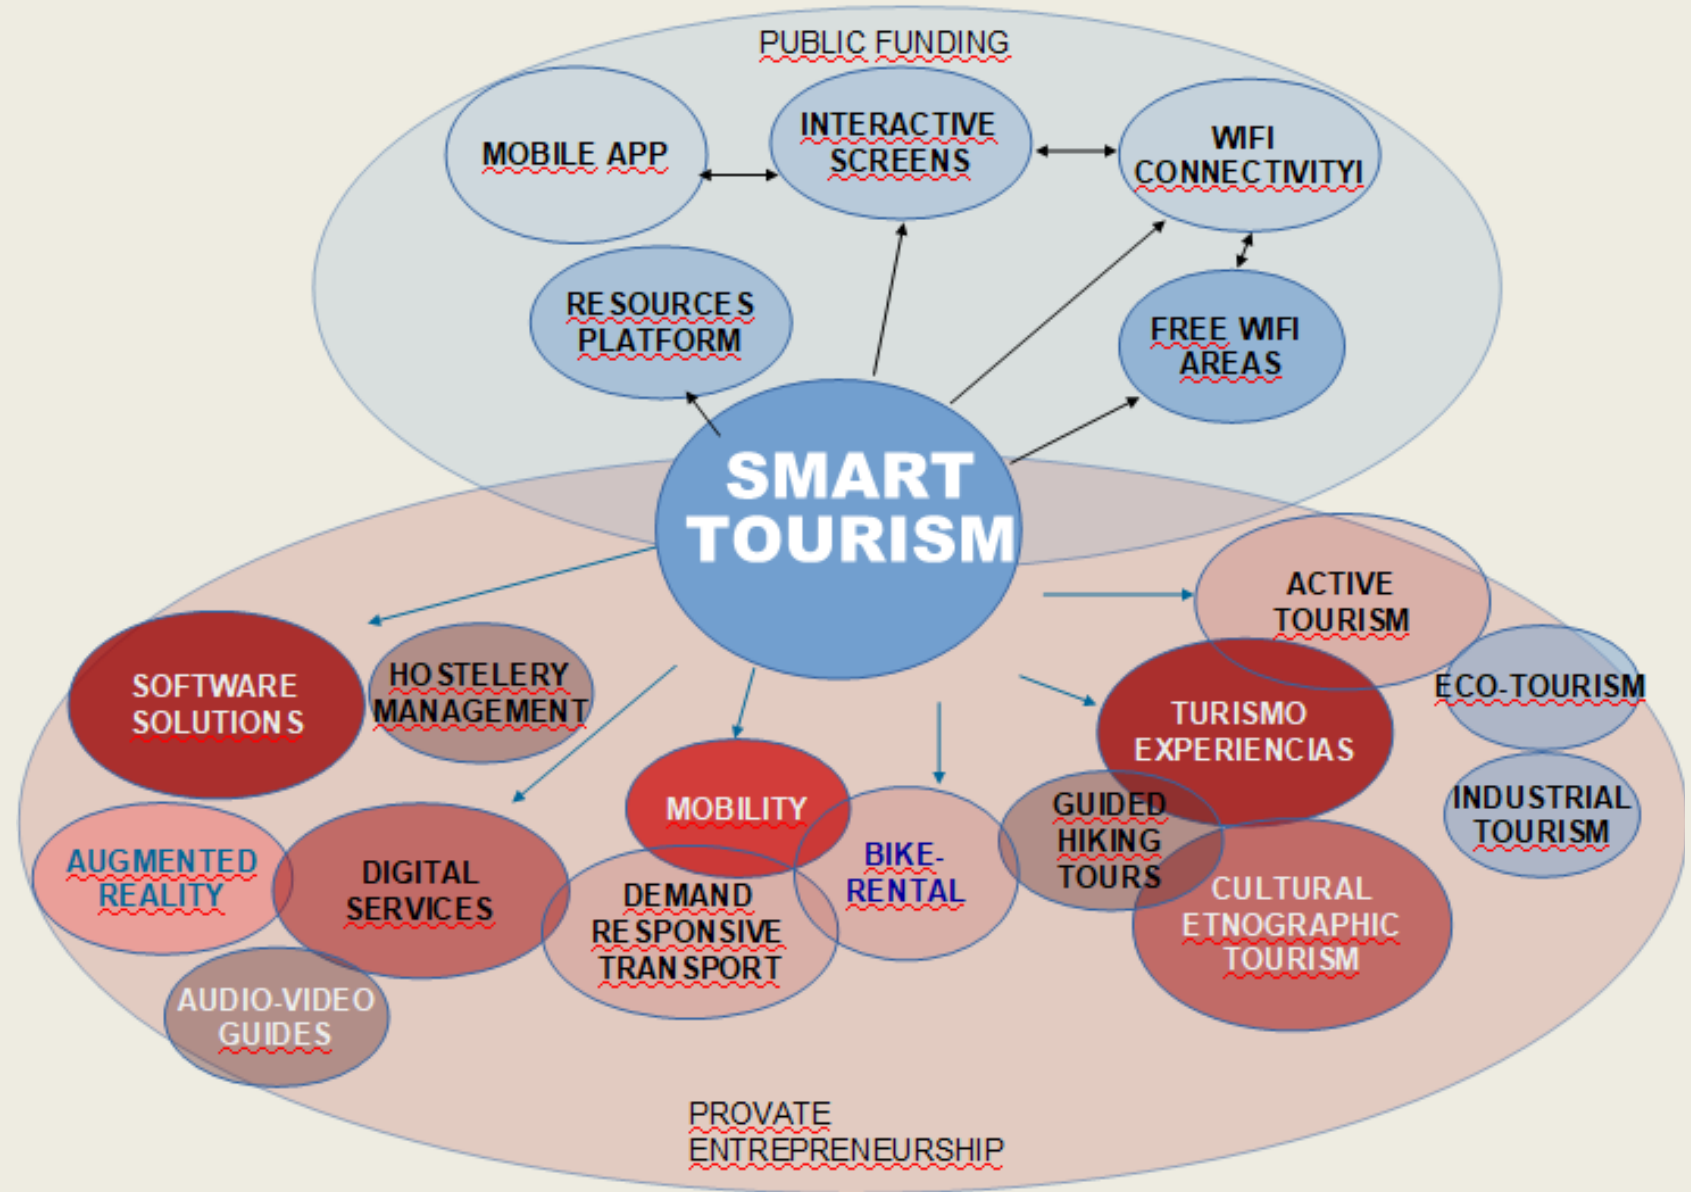 PUBLIC FUNDING
MOBILE APP
INTERACTIVE
SCREENS
WIFI
CONNECTIVITYI
RESOURCES
PLATFORM
FREE WIFI
AREAS
SMART
TOURISM
ACTIVE
TOURISM
SOFTWARE
SOLUTIONS
HOSTELERY
MANAGEMENT
ECO-TOURISM
TURISMO
EXPERIENCIAS
MOBILITY
INDUSTRIAL
TOURISM
GUIDED
HIKING
TOURS
AUGMENTED
REALITY
DIGITAL
SERVICES
BIKE-
RENTAL
DEMAND
RESPONSIVE
TRANSPORT
CULTURAL
ETNOGRAPHIC
TOURISM
AUDIO-VIDEO
GUIDES
PROVATE
ENTREPRENEURSHIP